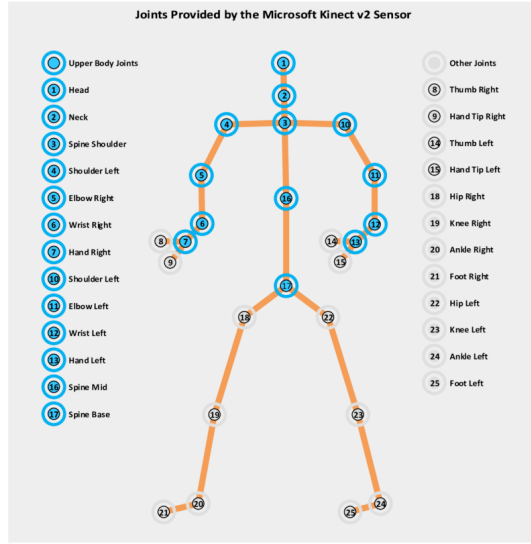 Joints Provided by the Microsoft Kinect v2 Sensor
Upper Body Joints
1 Head
2 Neck
3 Spine Shoulder
4 Shoulder Left
5 Elbow Right
6 Wrist Right
7 Hand Right
10 Shoulder Left
11 Elbow Left
12 Wrist Left
13 Hand Left
16 Spine Mid
17 Spine Base
1
2
3
4
10
5
11
16
6
12
8
7
14
13
9
15
17
18
22
19
23
20
24
21
25
Other Joints
8 Thumb Right
9 Hand Tip Right
14 Thumb Left
15 Hand Tip Left
18 Hip Right
19 Knee Right
20 Ankle Right
21 Foot Right
22 Hip Left
23 Knee Left
24 Ankle Left
25 Foot Left